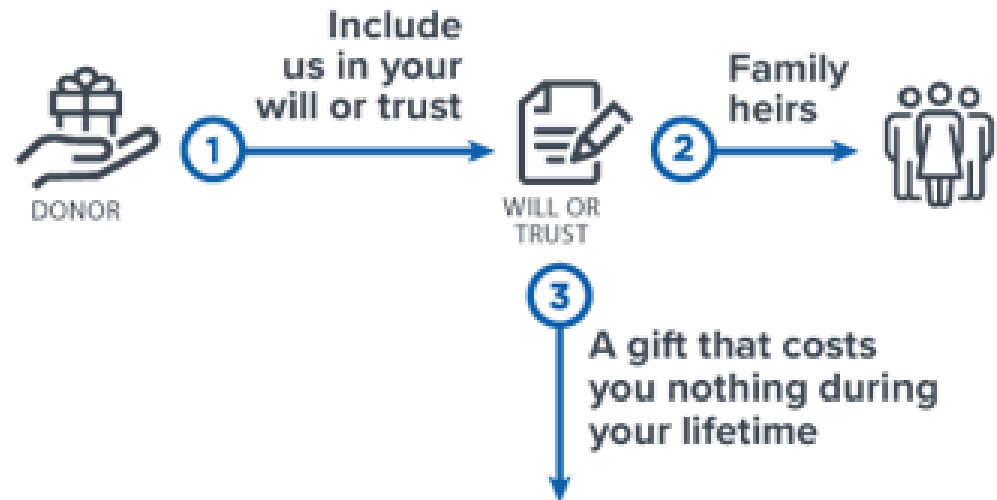 Include
us in your
will or trust
1
DONOR
WILL OR
TRUST
2
Family
heirs
3
A gift that costs
you nothing during
your lifetime